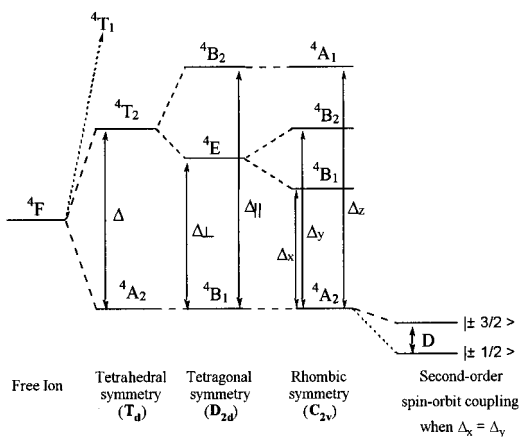 ⁴T₁
⁴B₂
⁴A₁
⁴T₂
⁴B₂
⁴E
⁴B₁
⁴F
Δ
Δ⊥
Δ||
Δx
Δy
Δz
⁴A₂
⁴B₁
⁴A₂
|± 3/2 >
D
|± 1/2 >
Free Ion
Tetrahedral
symmetry
(Td)
Tetragonal
symmetry
(D2d)
Rhombic
symmetry
(C2v)
Second-order
spin-orbit coupling
when Δx = Δy